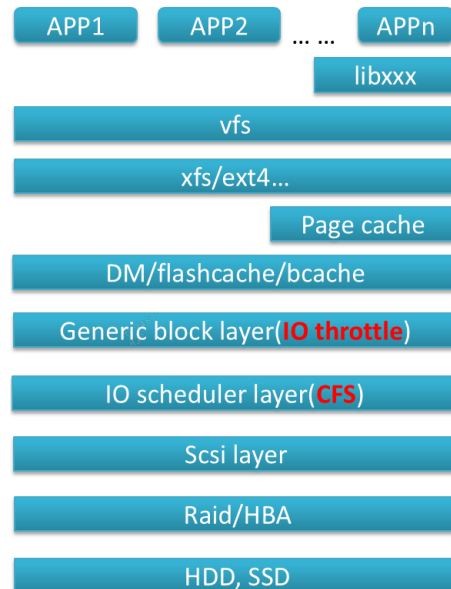 APP1 APP2 ... ... APPn
libxxx
vfs
xfs/ext4...
Page cache
DM/flashcache/bcache
Generic block layer(IO throttle)
IO scheduler layer(CFS)
Scsi layer
Raid/HBA
HDD, SSD